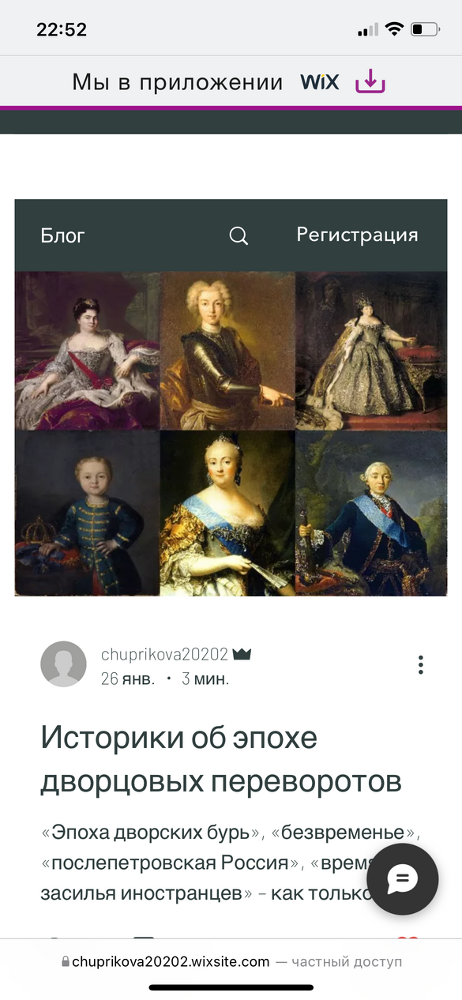 22:52
Мы в приложении WiX
Блог
Регистрация
chuprikova20202
26 янв. • 3 мин.
Историки об эпохе
дворцовых переворотов
«Эпоха дворских бурь», «безвременье»,
«послепетровская Россия», «время
засилья иностранцев» – как только
chuprikova20202.wixsite.com — частный доступ